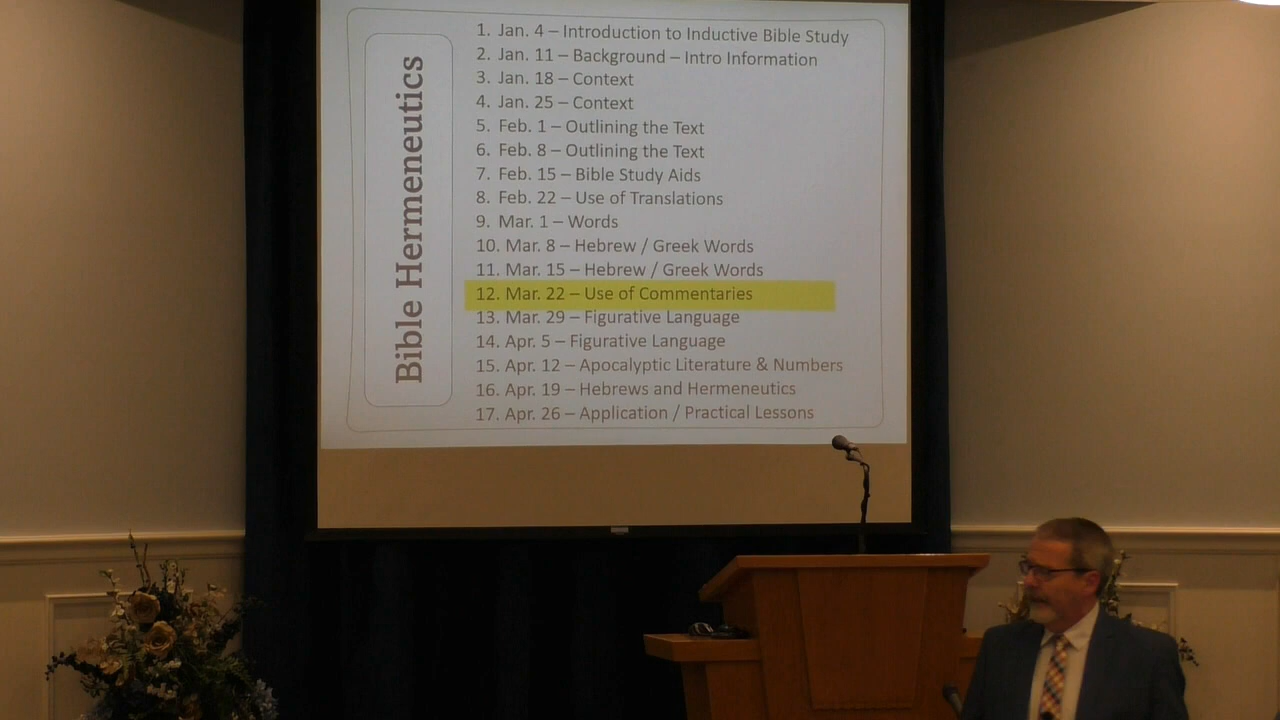 Bible Hermeneutics
1. Jan. 4 – Introduction to Inductive Bible Study
2. Jan. 11 – Background – Intro Information
3. Jan. 18 – Context
4. Jan. 25 – Context
5. Feb. 1 – Outlining the Text
6. Feb. 8 – Outlining the Text
7. Feb. 15 – Bible Study Aids
8. Feb. 22 – Use of Translations
9. Mar. 1 – Words
10. Mar. 8 – Hebrew / Greek Words
11. Mar. 15 – Hebrew / Greek Words
12. Mar. 22 – Use of Commentaries
13. Mar. 29 – Figurative Language
14. Apr. 5 – Figurative Language
15. Apr. 12 – Apocalyptic Literature & Numbers
16. Apr. 19 – Hebrews and Hermeneutics
17. Apr. 26 – Application / Practical Lessons